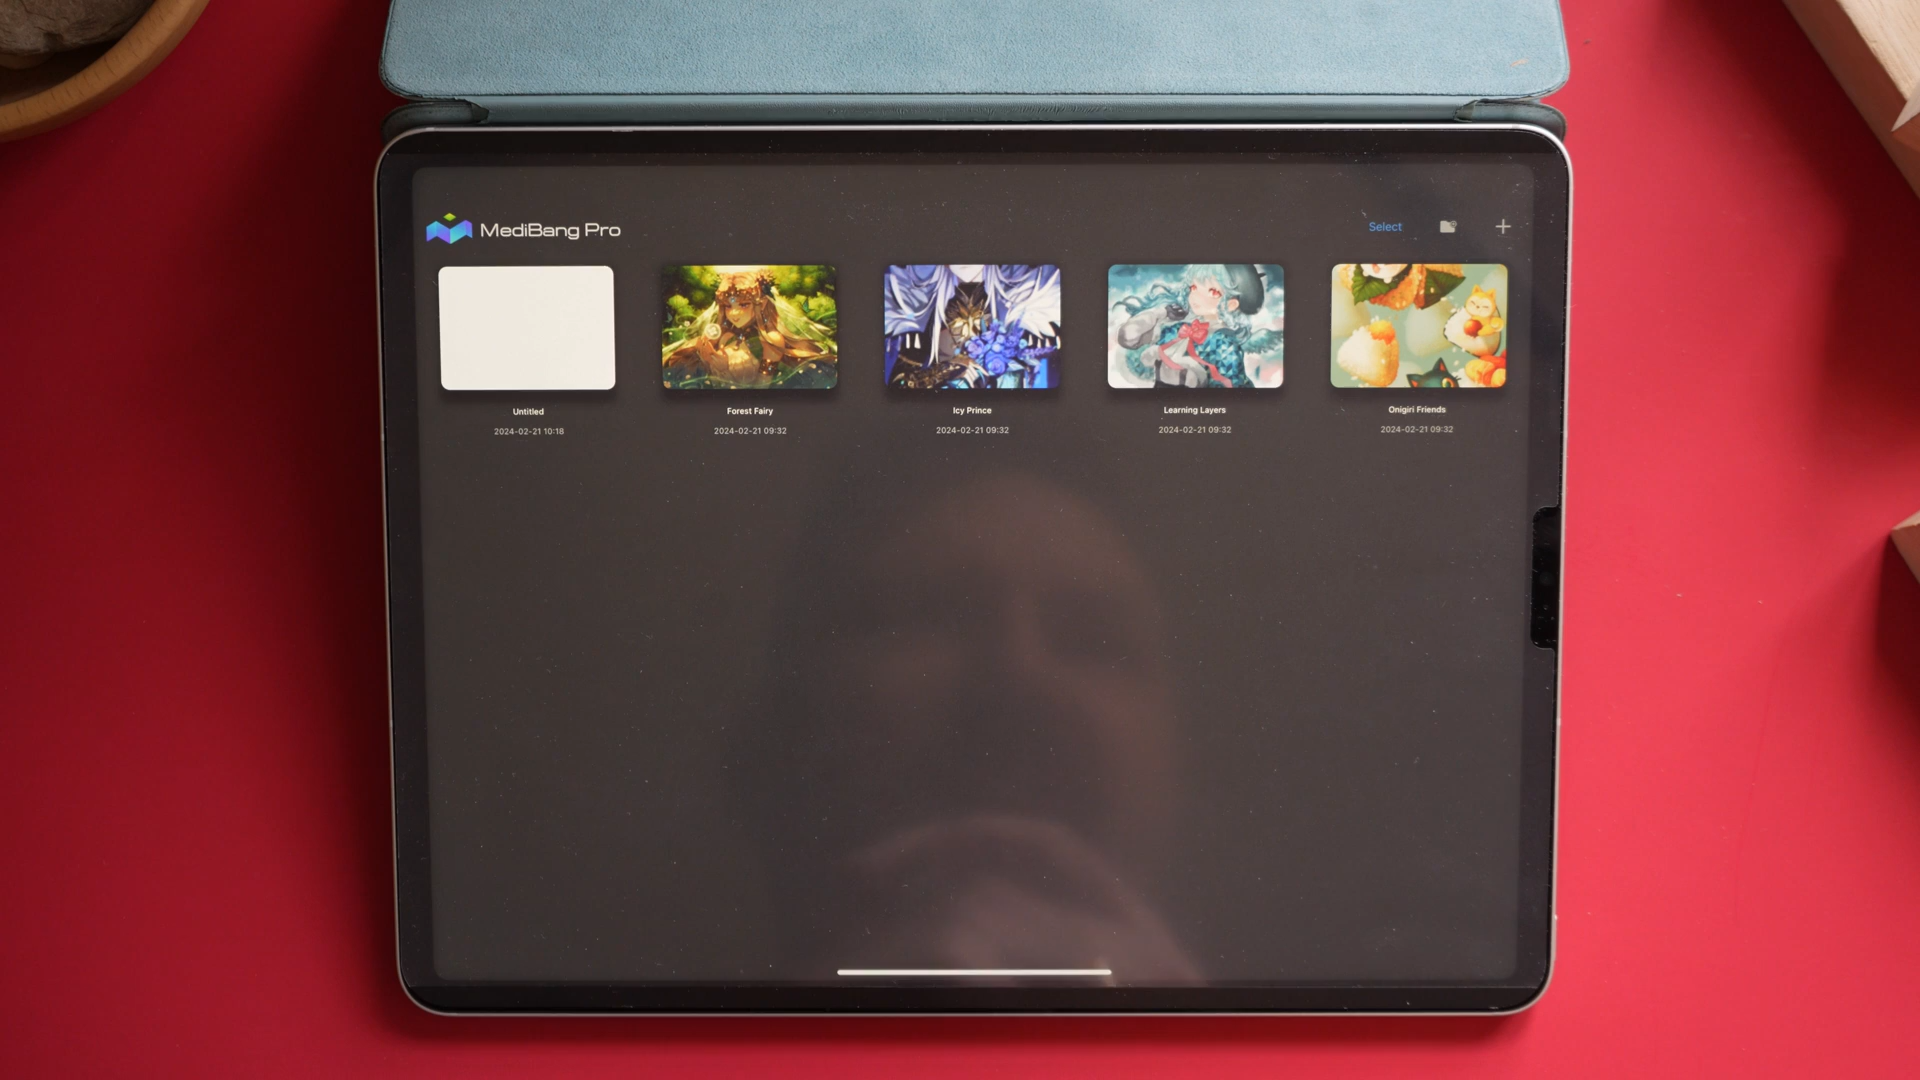 MediBang Pro
Select
Untitled
2024-02-21 10:18
Forest Fairy
2024-02-21 09:32
Icy Prince
2024-02-21 09:32
Learning Layers
2024-02-21 09:32
Onigiri Friends
2024-02-21 09:32